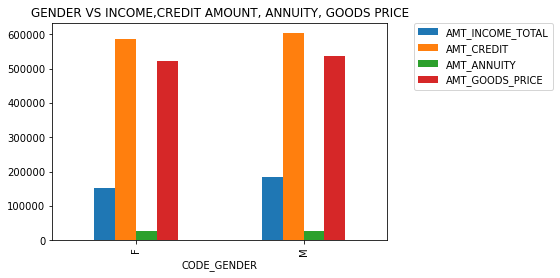 GENDER VS INCOME,CREDIT AMOUNT, ANNUITY, GOODS PRICE
600000
500000
400000
300000
200000
100000
0
F
M
CODE_GENDER
AMT_INCOME_TOTAL
AMT_CREDIT
AMT_ANNUITY
AMT_GOODS_PRICE